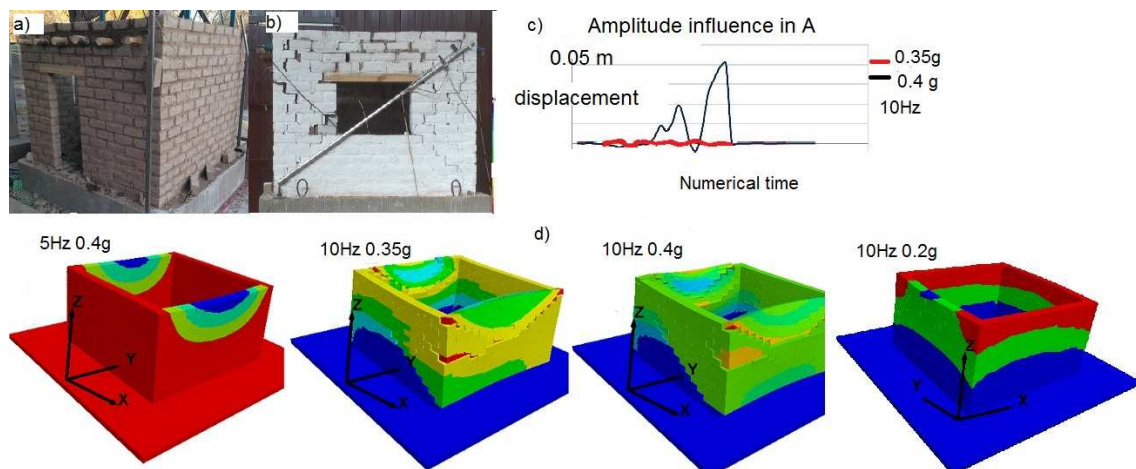 a)
b)
c)
Amplitude influence in A
0.05 m
displacement
0.35g
0.4 g
10Hz
Numerical time
d)
5Hz 0.4g
10Hz 0.35g
10Hz 0.4g
10Hz 0.2g
Z
Y
X
Z
Y
X
Z
Y
X
Z
Y
X